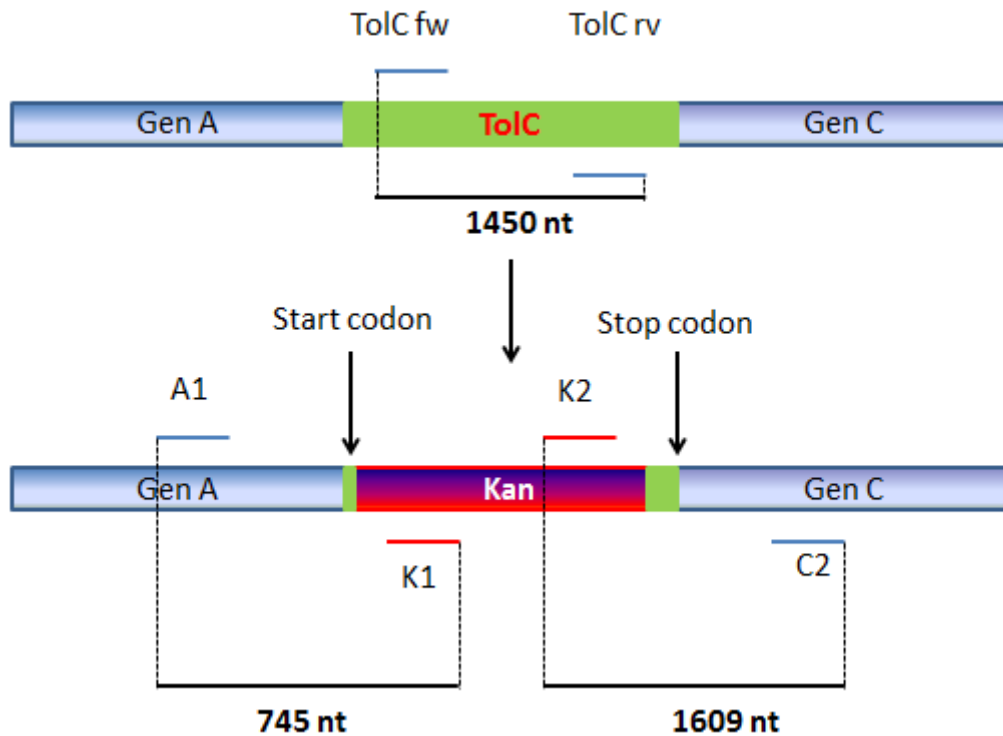 TolC fw
TolC rv
Gen A
TolC
Gen C
1450 nt
Start codon
Stop codon
A1
K2
Gen A
Kan
Gen C
K1
C2
745 nt
1609 nt